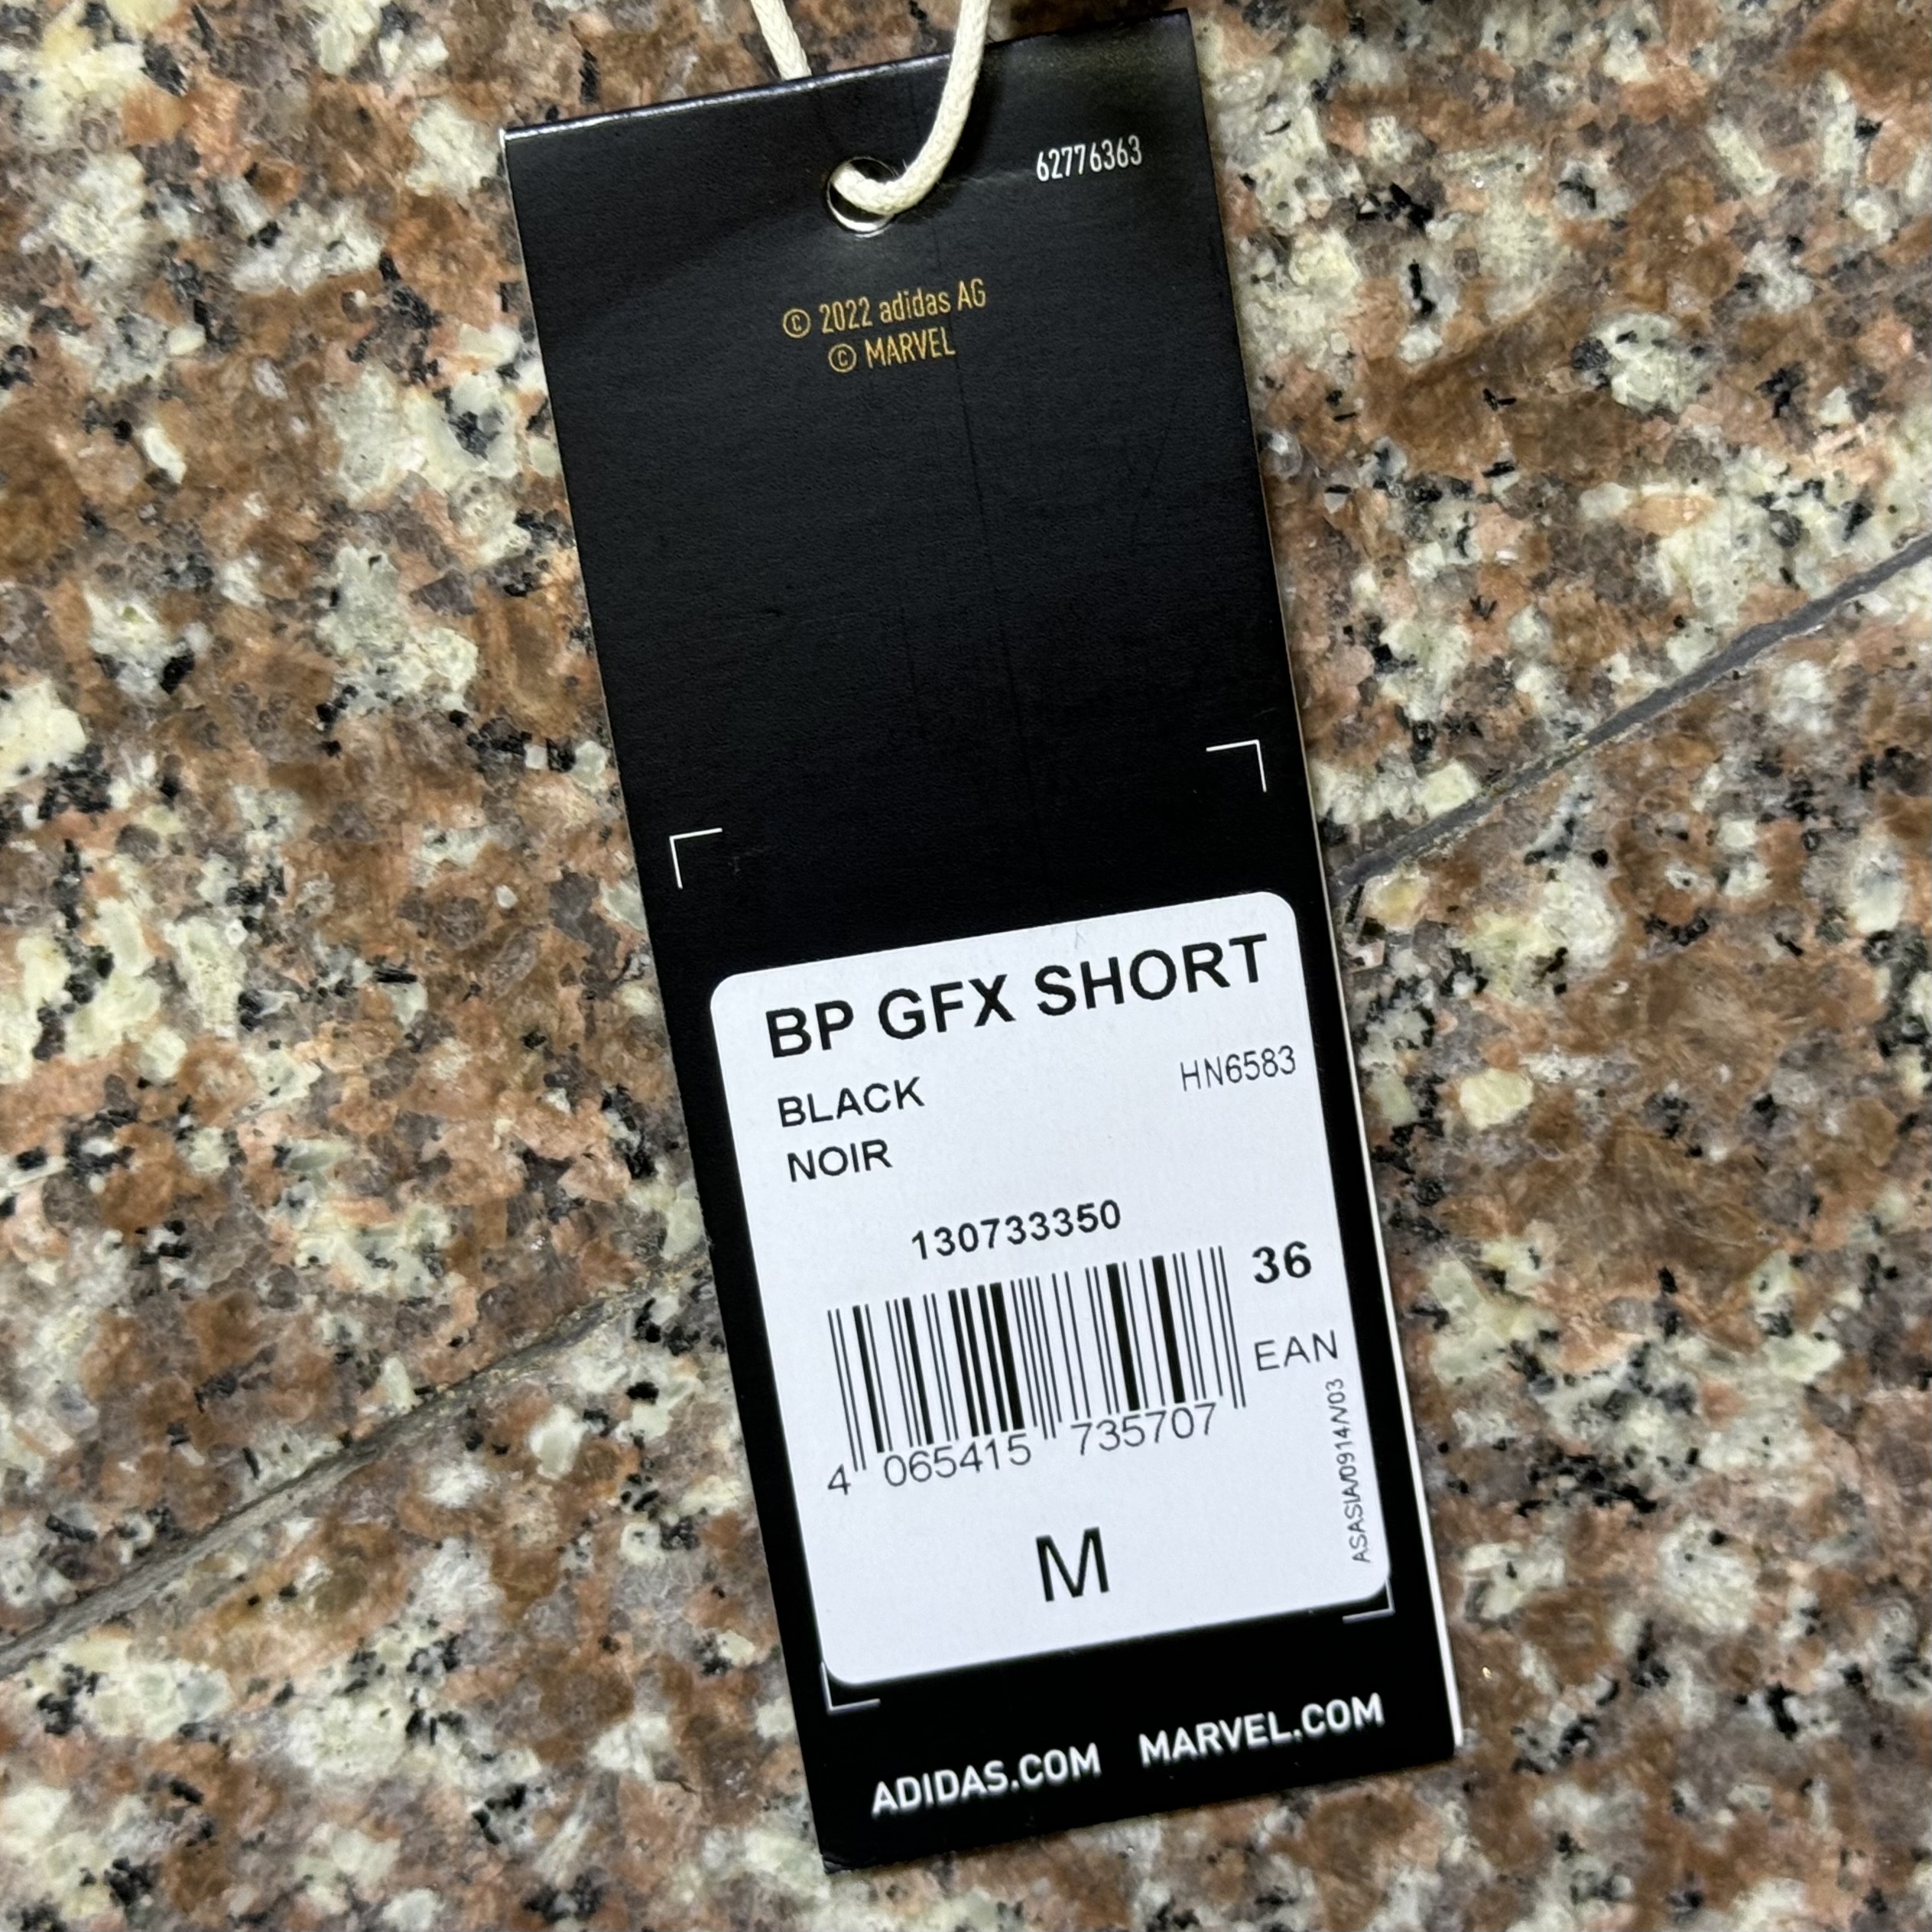 62776363
© 2022 adidas AG
© MARVEL
BP GFX SHORT
BLACK
HN6583
NOIR
130733350
36
EAN
4 065415 735707
ASASIA/0914/V03
M
ADIDAS.COM MARVEL.COM